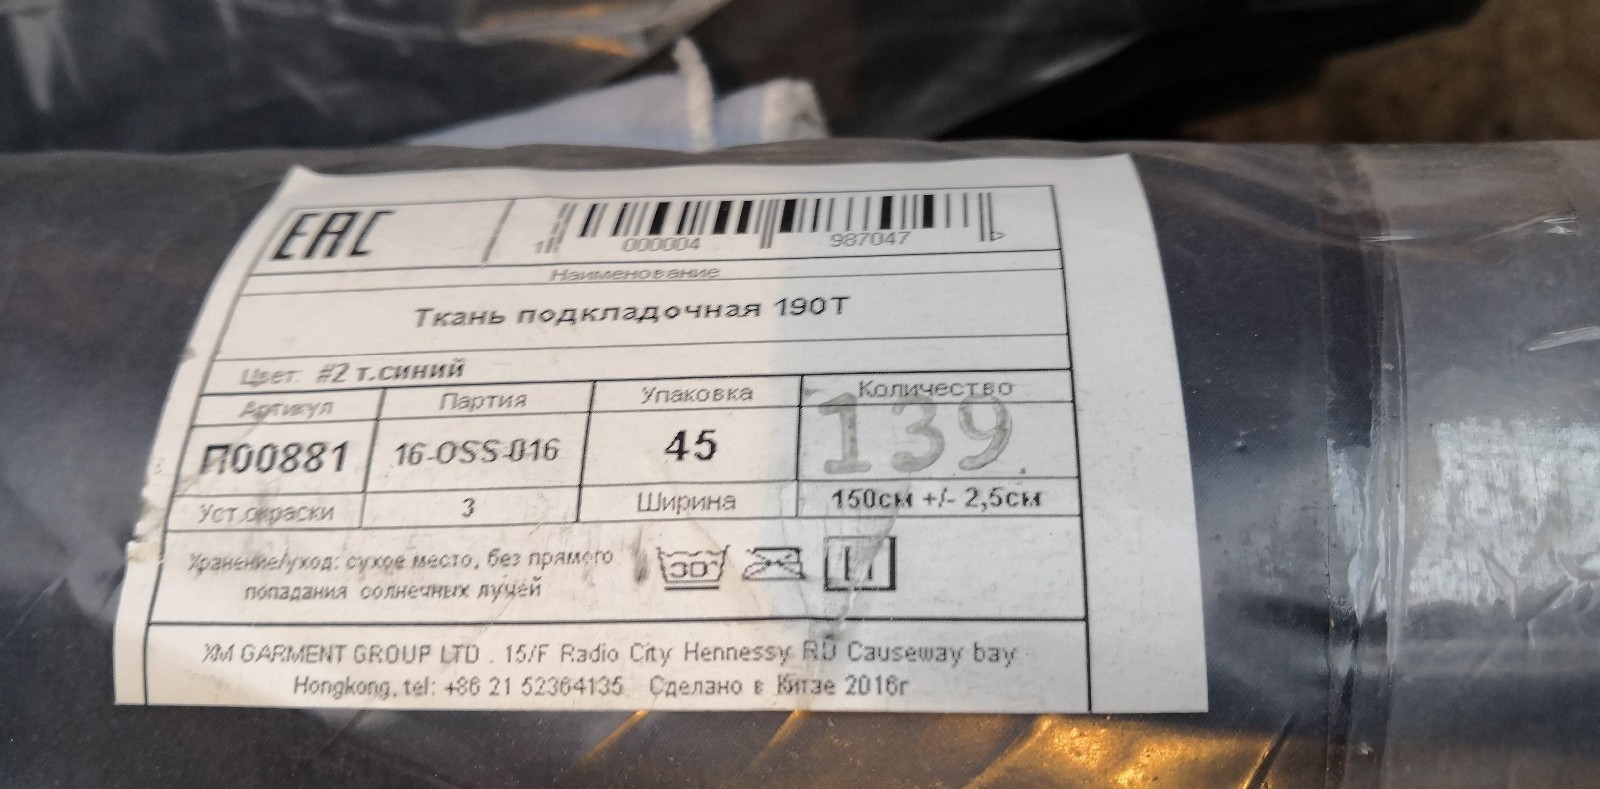 EAC
1 000004 987047
Наименование
Ткань подкладочная 190Т
Цвет: #2 т.синий
Артикул Партия Упаковка Количество
П00881 16-OSS-016 45 139
Уст.окраски 3 Ширина 150см +/- 2,5см
Хранение/уход: сухое место, без прямого
попадания солнечных лучей
30
XM GARMENT GROUP LTD . 15/F Radio City Hennessy RD Causeway bay
Hongkong, tel: +86 21 52364135 Сделано в Китае 2016г